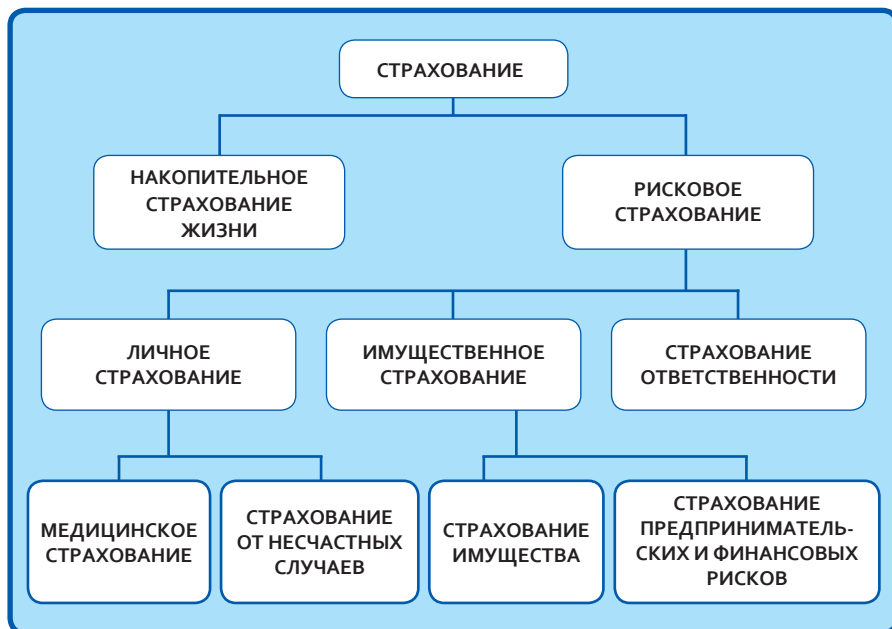 СТРАХОВАНИЕ
НАКОПИТЕЛЬНОЕ
СТРАХОВАНИЕ
ЖИЗНИ
РИСКОВОЕ
СТРАХОВАНИЕ
ЛИЧНОЕ
СТРАХОВАНИЕ
ИМУЩЕСТВЕННОЕ
СТРАХОВАНИЕ
СТРАХОВАНИЕ
ОТВЕТСТВЕННОСТИ
МЕДИЦИНСКОЕ
СТРАХОВАНИЕ
СТРАХОВАНИЕ
ОТ НЕСЧАСТНЫХ
СЛУЧАЕВ
СТРАХОВАНИЕ
ИМУЩЕСТВА
СТРАХОВАНИЕ
ПРЕДПРИНИМАТЕЛЬ-
СКИХ И ФИНАНСОВЫХ
РИСКОВ